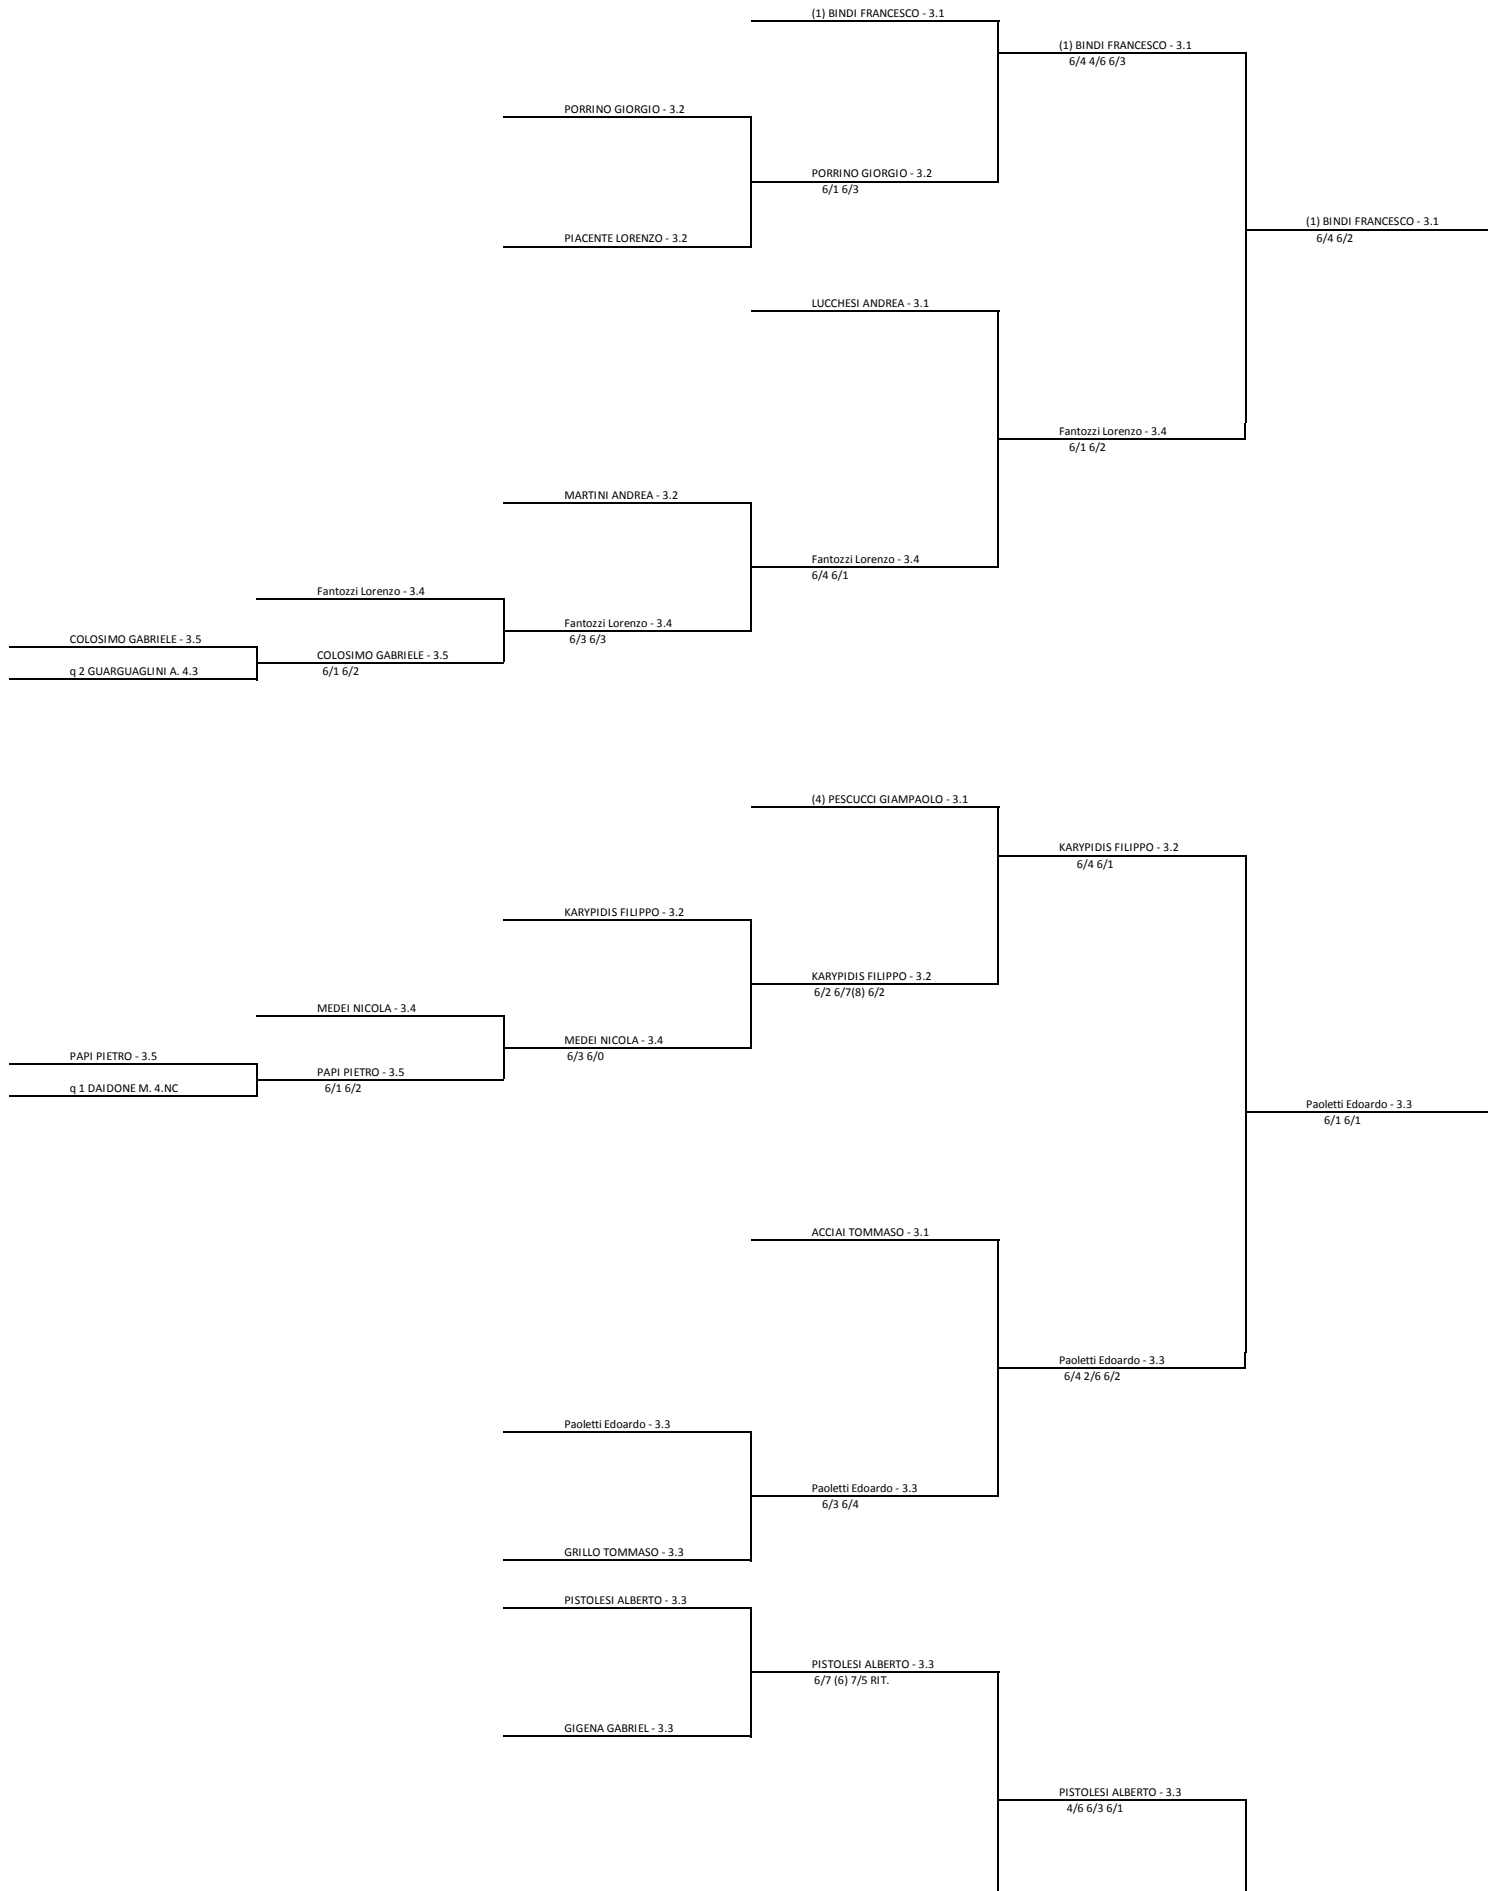 (1) BINDI FRANCESCO - 3.1
(1) BINDI FRANCESCO - 3.1
6/4 4/6 6/3
PORRINO GIORGIO - 3.2
PORRINO GIORGIO - 3.2
6/1 6/3
(1) BINDI FRANCESCO - 3.1
6/4 6/2
PIACENTE LORENZO - 3.2
LUCCHESI ANDREA - 3.1
Fantozzi Lorenzo - 3.4
6/1 6/2
MARTINI ANDREA - 3.2
Fantozzi Lorenzo - 3.4
6/4 6/1
Fantozzi Lorenzo - 3.4
Fantozzi Lorenzo - 3.4
6/3 6/3
COLOSIMO GABRIELE - 3.5
COLOSIMO GABRIELE - 3.5
6/1 6/2
q 2 GUARGUAGLINI A. 4.3
(4) PESCUCCI GIAMPAOLO - 3.1
KARYPIDIS FILIPPO - 3.2
6/4 6/1
KARYPIDIS FILIPPO - 3.2
KARYPIDIS FILIPPO - 3.2
6/2 6/7(8) 6/2
MEDEI NICOLA - 3.4
MEDEI NICOLA - 3.4
6/3 6/0
PAPI PIETRO - 3.5
PAPI PIETRO - 3.5
6/1 6/2
q 1 DAIDONE M. 4.NC
Paoletti Edoardo - 3.3
6/1 6/1
ACCIAI TOMMASO - 3.1
Paoletti Edoardo - 3.3
6/4 2/6 6/2
Paoletti Edoardo - 3.3
Paoletti Edoardo - 3.3
6/3 6/4
GRILLO TOMMASO - 3.3
PISTOLESI ALBERTO - 3.3
PISTOLESI ALBERTO - 3.3
6/7 (6) 7/5 RIT.
GIGENA GABRIEL - 3.3
PISTOLESI ALBERTO - 3.3
4/6 6/3 6/1